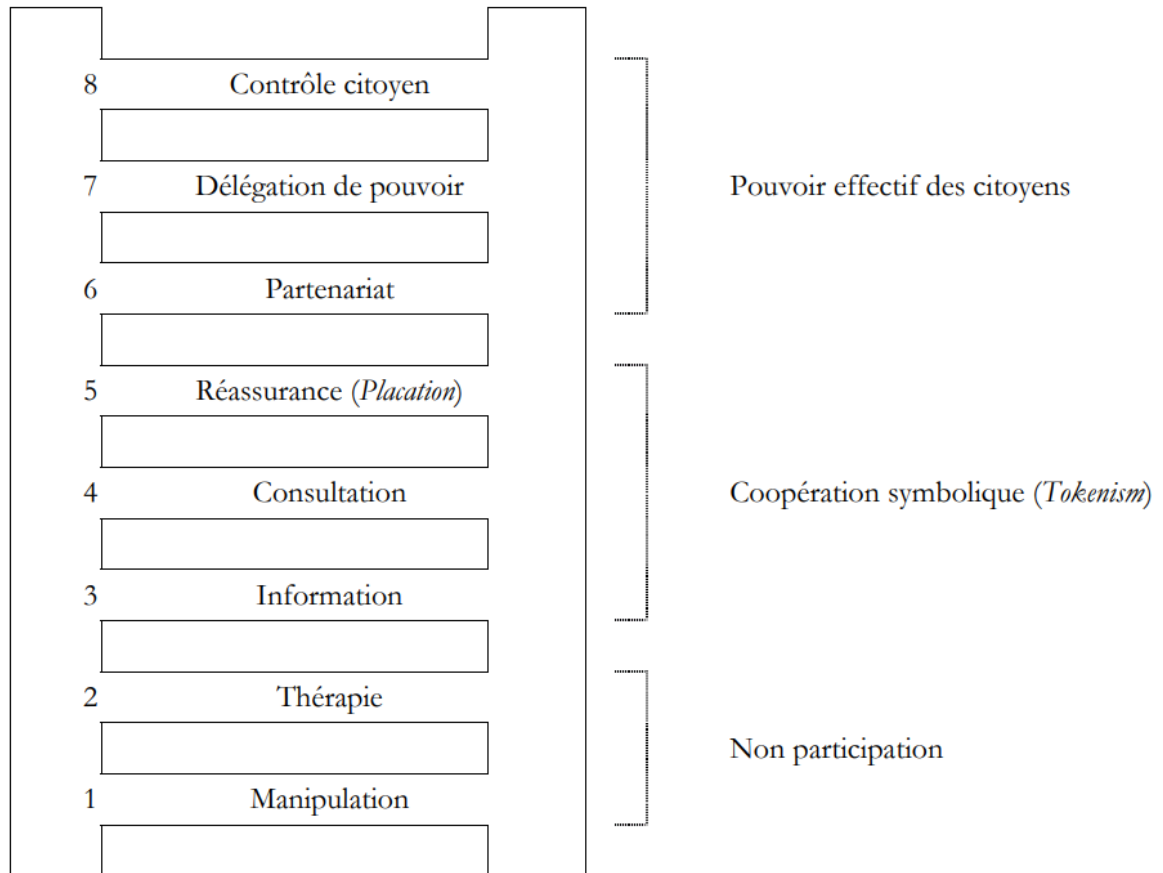 8 Contrôle citoyen
7 Délégation de pouvoir
Pouvoir effectif des citoyens
6 Partenariat
5 Réassurance (Placation)
4 Consultation
Coopération symbolique (Tokenism)
3 Information
2 Thérapie
Non participation
1 Manipulation